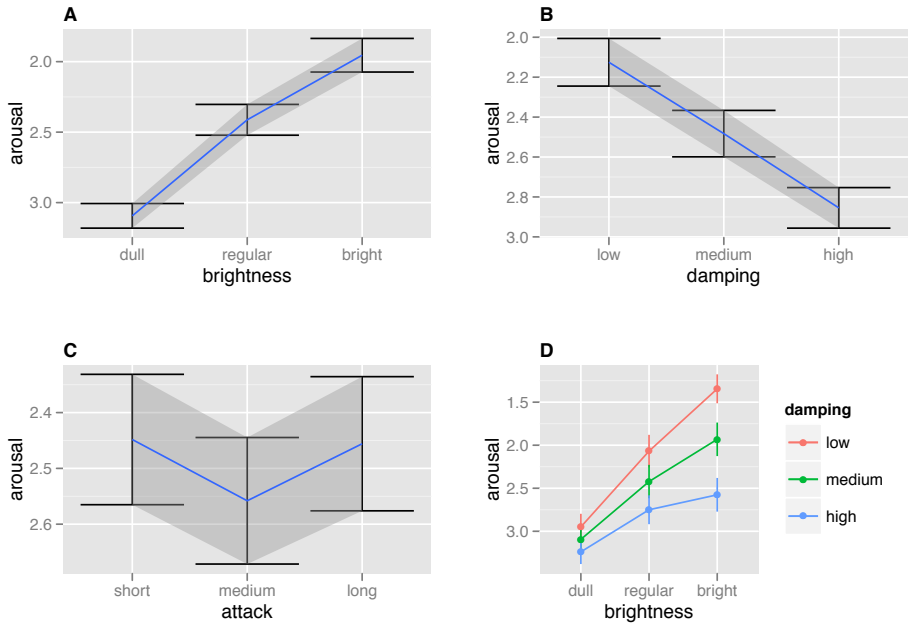 A
arousal
2.0
2.5
3.0
dull regular bright
brightness
B
arousal
2.0
2.2
2.4
2.6
2.8
3.0
low medium high
damping
C
arousal
2.4
2.5
2.6
short medium long
attack
D
arousal
1.5
2.0
2.5
3.0
dull regular bright
brightness
damping
low
medium
high